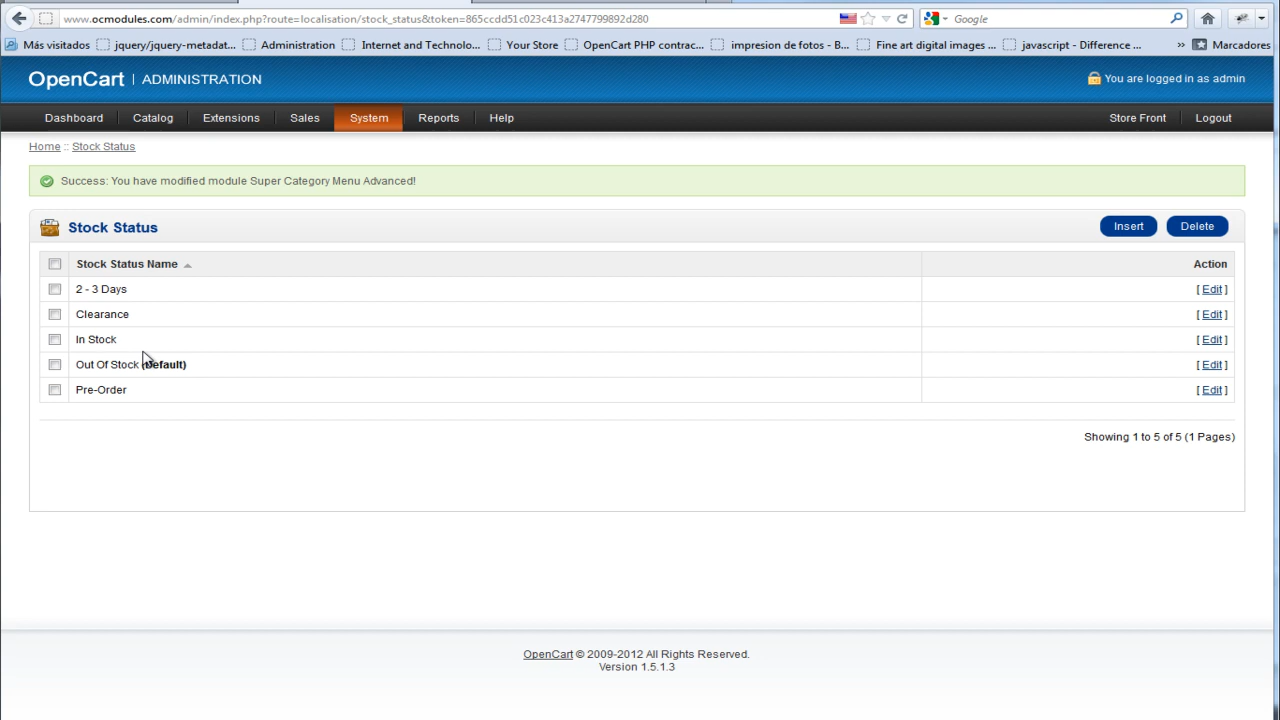 www.ocmodules.com/admin/index.php?route=localisation/stock_status&token=865ccdd51c023c413a2747799892d280
Google
Más visitados jquery/jquery-metadat... Administration Internet and Technolo... Your Store OpenCart PHP contrac... impresion de fotos - B... Fine art digital images ... javascript - Difference ... » Marcadores
OpenCart | ADMINISTRATION You are logged in as admin
Dashboard Catalog Extensions Sales System Reports Help Store Front Logout
Home :: Stock Status
Success: You have modified module Super Category Menu Advanced!
Stock Status Insert Delete
Stock Status Name Action
2 - 3 Days [ Edit ]
Clearance [ Edit ]
In Stock [ Edit ]
Out Of Stock (Default) [ Edit ]
Pre-Order [ Edit ]
Showing 1 to 5 of 5 (1 Pages)
OpenCart © 2009-2012 All Rights Reserved.
Version 1.5.1.3